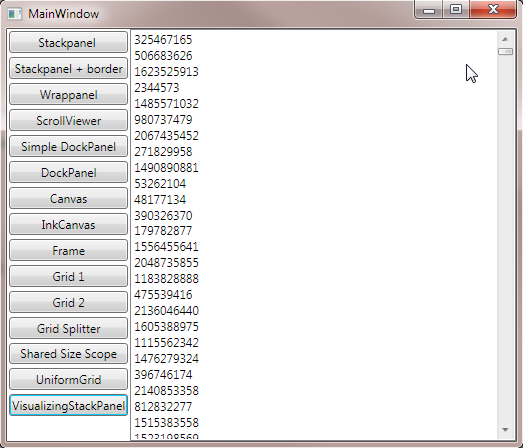 MainWindow
Stackpanel
Stackpanel + border
Wrappanel
ScrollViewer
Simple DockPanel
DockPanel
Canvas
InkCanvas
Frame
Grid 1
Grid 2
Grid Splitter
Shared Size Scope
UniformGrid
VisualizingStackPanel
325467165
506683626
1623525913
2344573
1485571032
980737479
2067435452
271829958
1490890881
53262104
48177134
390326370
179782877
1556455641
2048735855
1183828888
475539416
2136046440
1605388975
1115562342
1476279324
396746174
2140853358
812832277
1515383558
1523198569